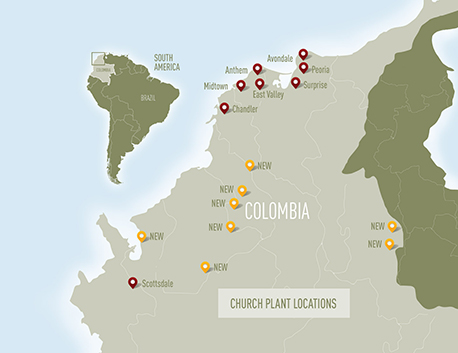 SOUTH
AMERICA
COLOMBIA
BRAZIL
Avondale
Anthem
Peoria
Midtown
East Valley
Surprise
Chandler
NEW
NEW
NEW
COLOMBIA
NEW
NEW
NEW
NEW
NEW
Scottsdale
CHURCH PLANT LOCATIONS